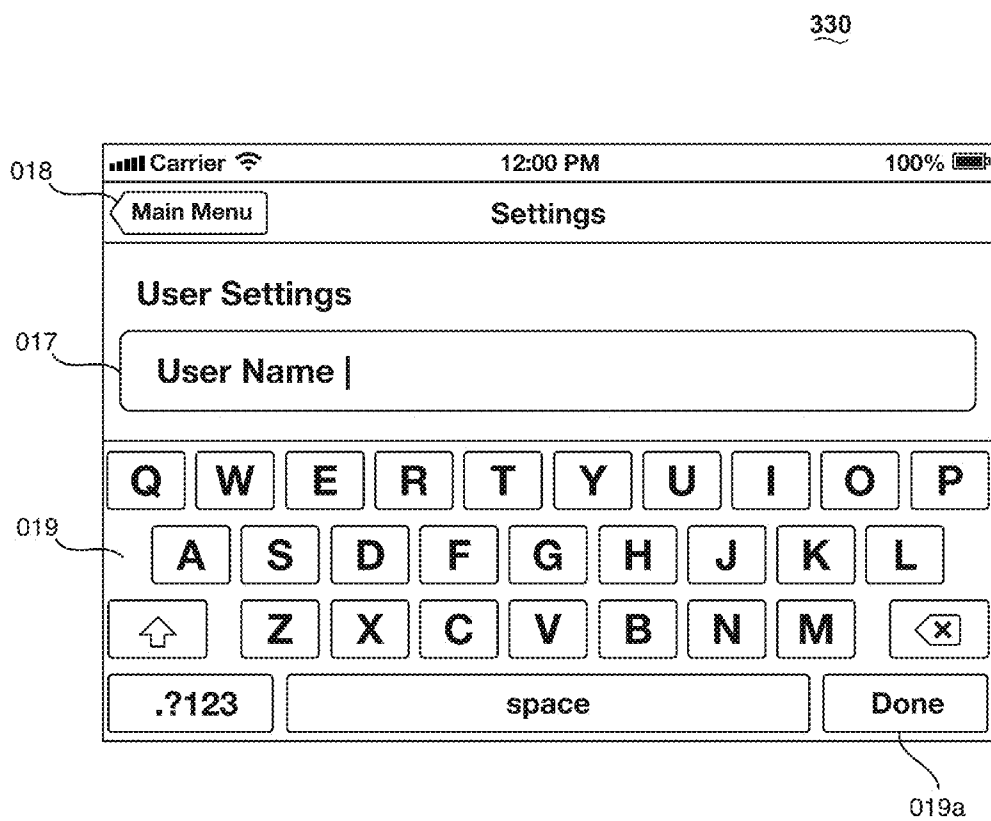 330
Carrier 12:00 PM 100%
018
Main Menu Settings
User Settings
017
User Name
Q W E R T Y U I O P
019
A S D F G H J K L
Z X C V B N M
.?123 space Done
019a